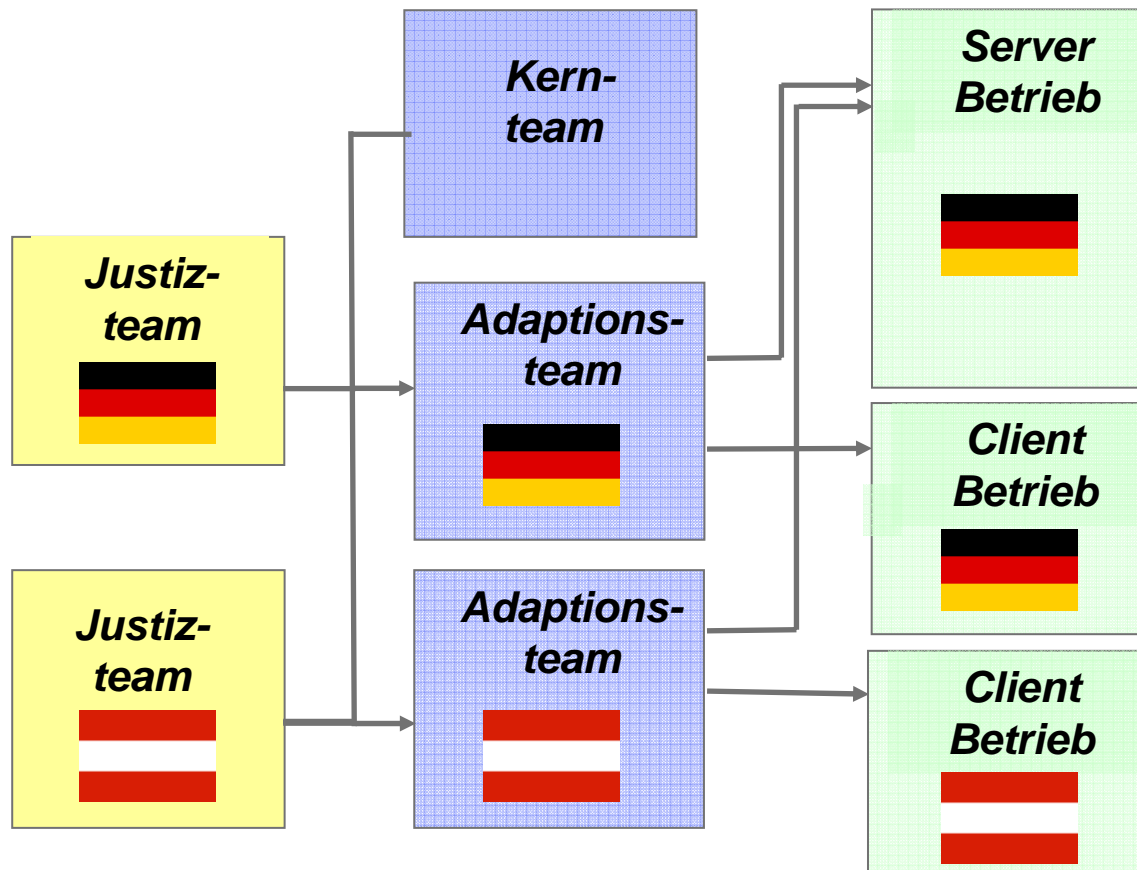 Kern-
team
Server
Betrieb
Justiz-
team
Adaptions-
team
Client
Betrieb
Justiz-
team
Adaptions-
team
Client
Betrieb